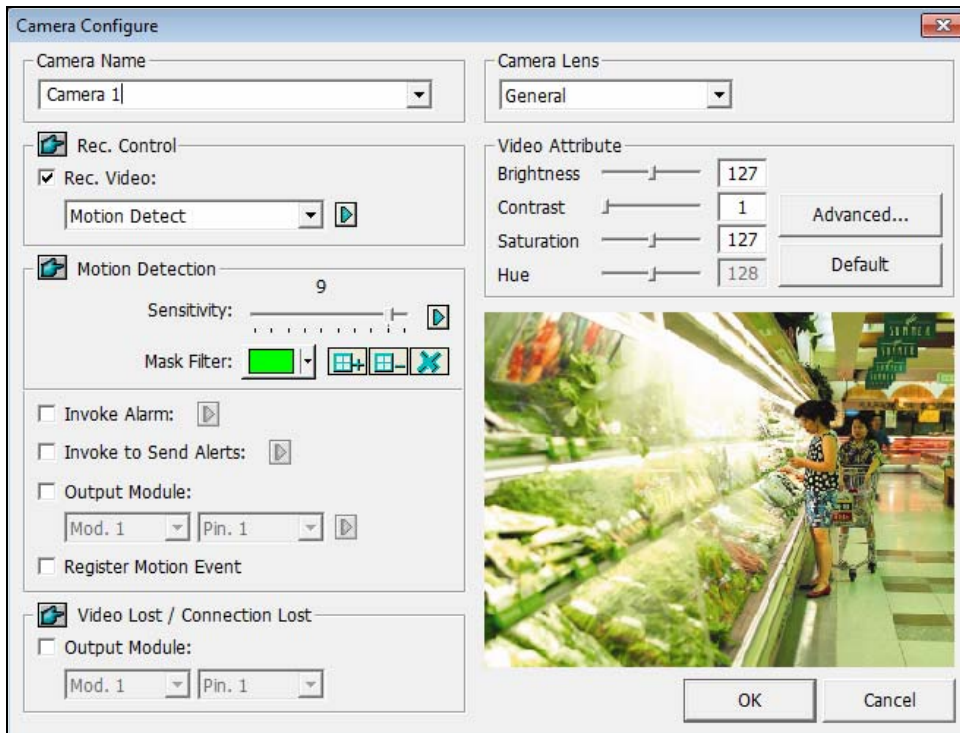 Camera Configure
Camera Name
Camera 1
Rec. Control
Rec. Video:
Motion Detect
Motion Detection
9
Sensitivity:
Mask Filter:
Invoke Alarm:
Invoke to Send Alerts:
Output Module:
Mod. 1 Pin. 1
Register Motion Event
Video Lost / Connection Lost
Output Module:
Mod. 1 Pin. 1
Camera Lens
General
Video Attribute
Brightness 127
Contrast 1
Saturation 127
Hue 128
Advanced...
Default
SUMMER
SUMMER
OK
Cancel